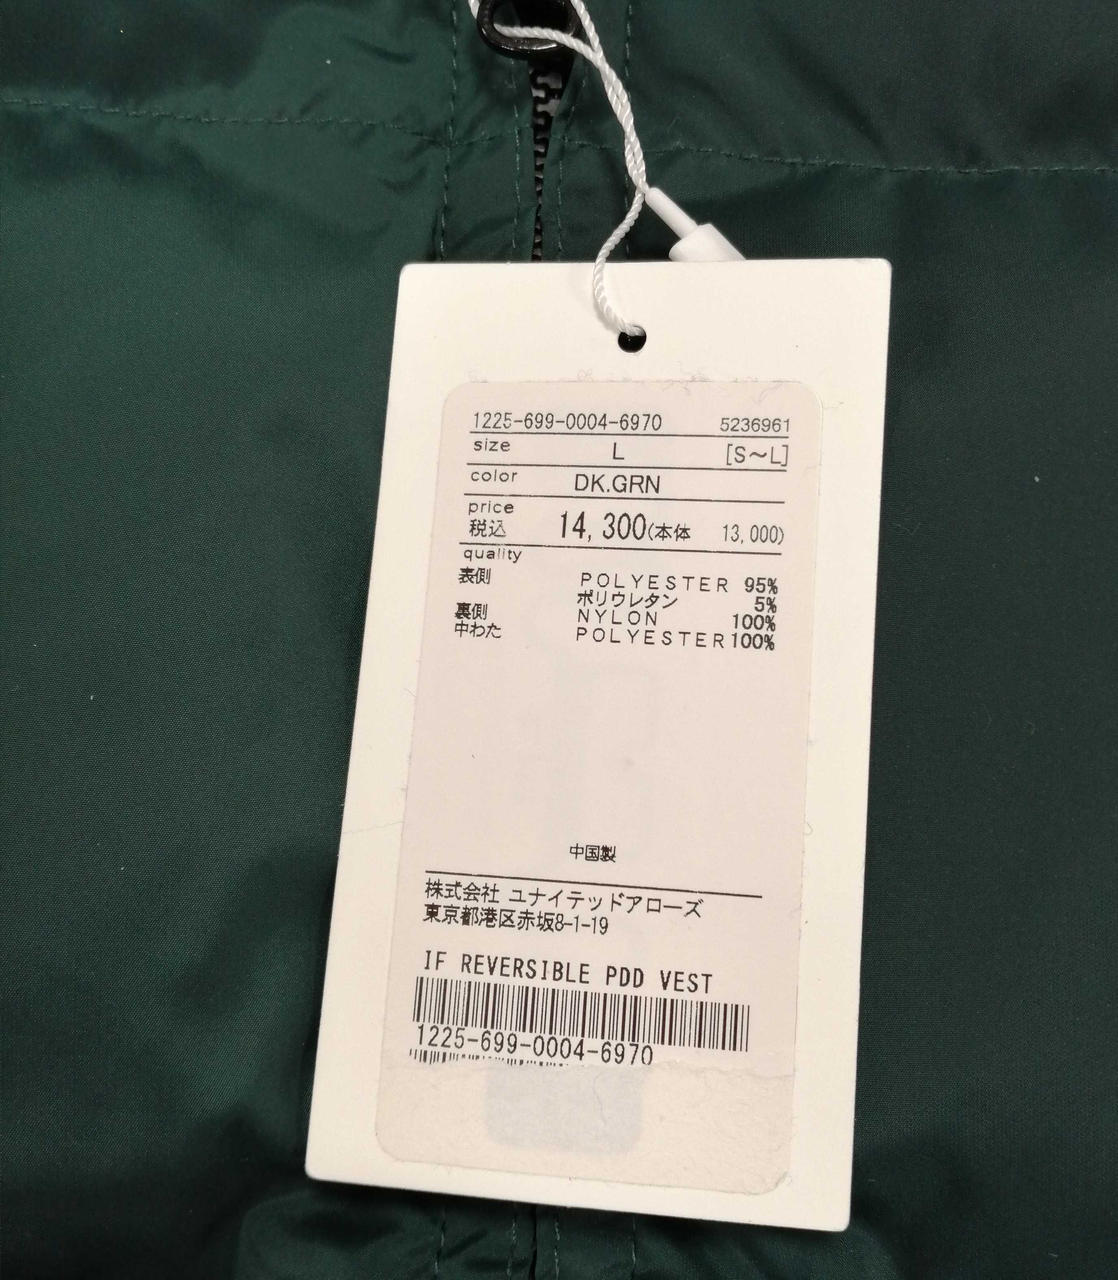 1225-699-0004-6970 5236961
size L [S～L]
color DK.GRN
price
税込 14,300(本体 13,000)
quality
表側 POLYESTER 95%
ポリウレタン 5%
裏側 NYLON 100%
中わた POLYESTER 100%
中国製
株式会社 ユナイテッドアローズ
東京都港区赤坂8-1-19
IF REVERSIBLE PDD VEST
1225-699-0004-6970